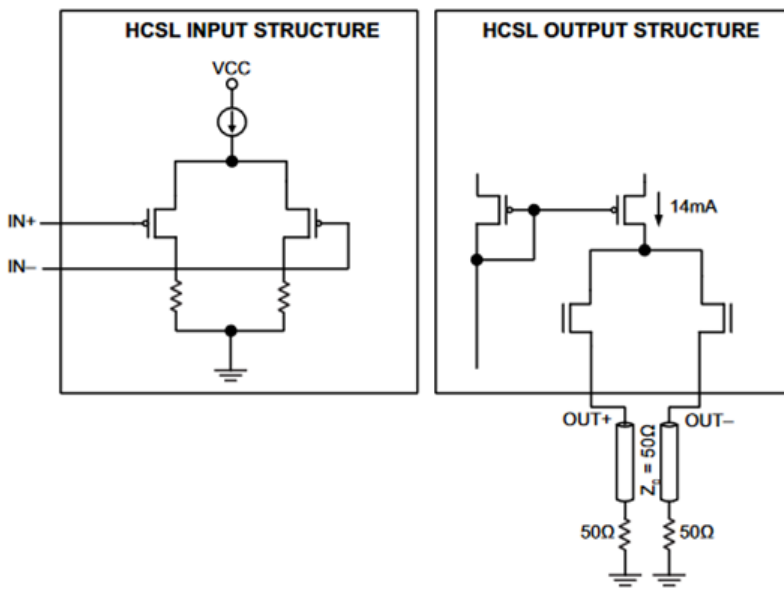 HCSL INPUT STRUCTURE
VCC
IN+
IN–
HCSL OUTPUT STRUCTURE
14mA
OUT+
OUT–
Z₀ = 50Ω
50Ω
50Ω